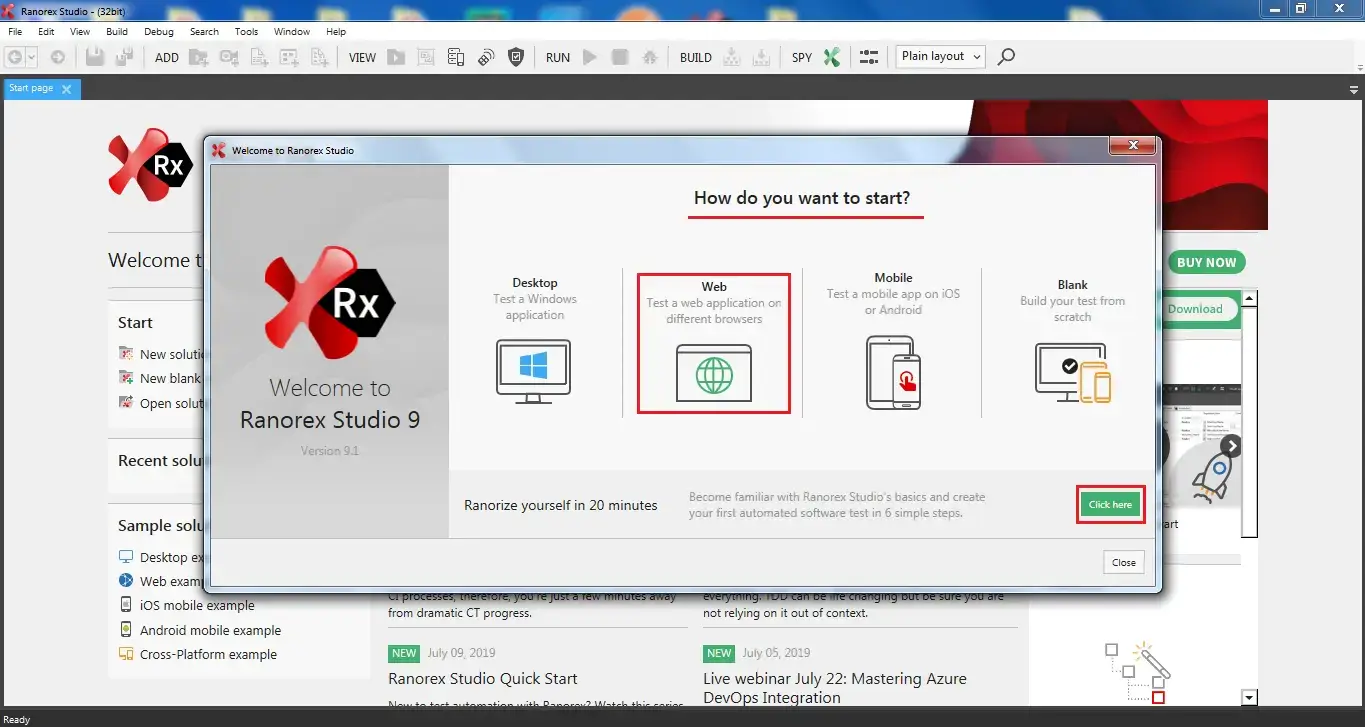 Ranorex Studio - (32bit)
File Edit View Build Debug Search Tools Window Help
ADD VIEW RUN BUILD SPY Plain layout
Start page
Rx
Welcome
BUY NOW
Start
New
New blank
Open
Download
Recent
Sample
Desktop
Web
iOS mobile example
Android mobile example
Cross-Platform example
Welcome to Ranorex Studio
Rx
Welcome to
Ranorex Studio 9
Version 9.1
How do you want to start?
Desktop
Test a Windows
application
Web
Test a web application on
different browsers
Mobile
Test a mobile app on iOS
or Android
Blank
Build your test from
scratch
Ranorize yourself in 20 minutes
Become familiar with Ranorex Studio's basics and create
your first automated software test in 6 simple steps.
Click here
Close
CI processes, therefore, you're just a few minutes away
from dramatic CT progress.
everything. TDD can be life changing but be sure you are
not relying on it out of context.
NEW July 09, 2019
Ranorex Studio Quick Start
New to test automation with Ranorex? Watch this series
NEW July 05, 2019
Live webinar July 22: Mastering Azure
DevOps Integration
Ready